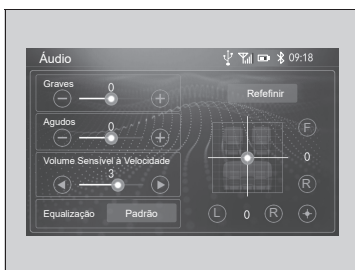 Áudio 09:18
Graves
0
Refefinir
Agudos
0
F
Volume Sensível à Velocidade
3
0
R
Equalização Padrão
L 0 R